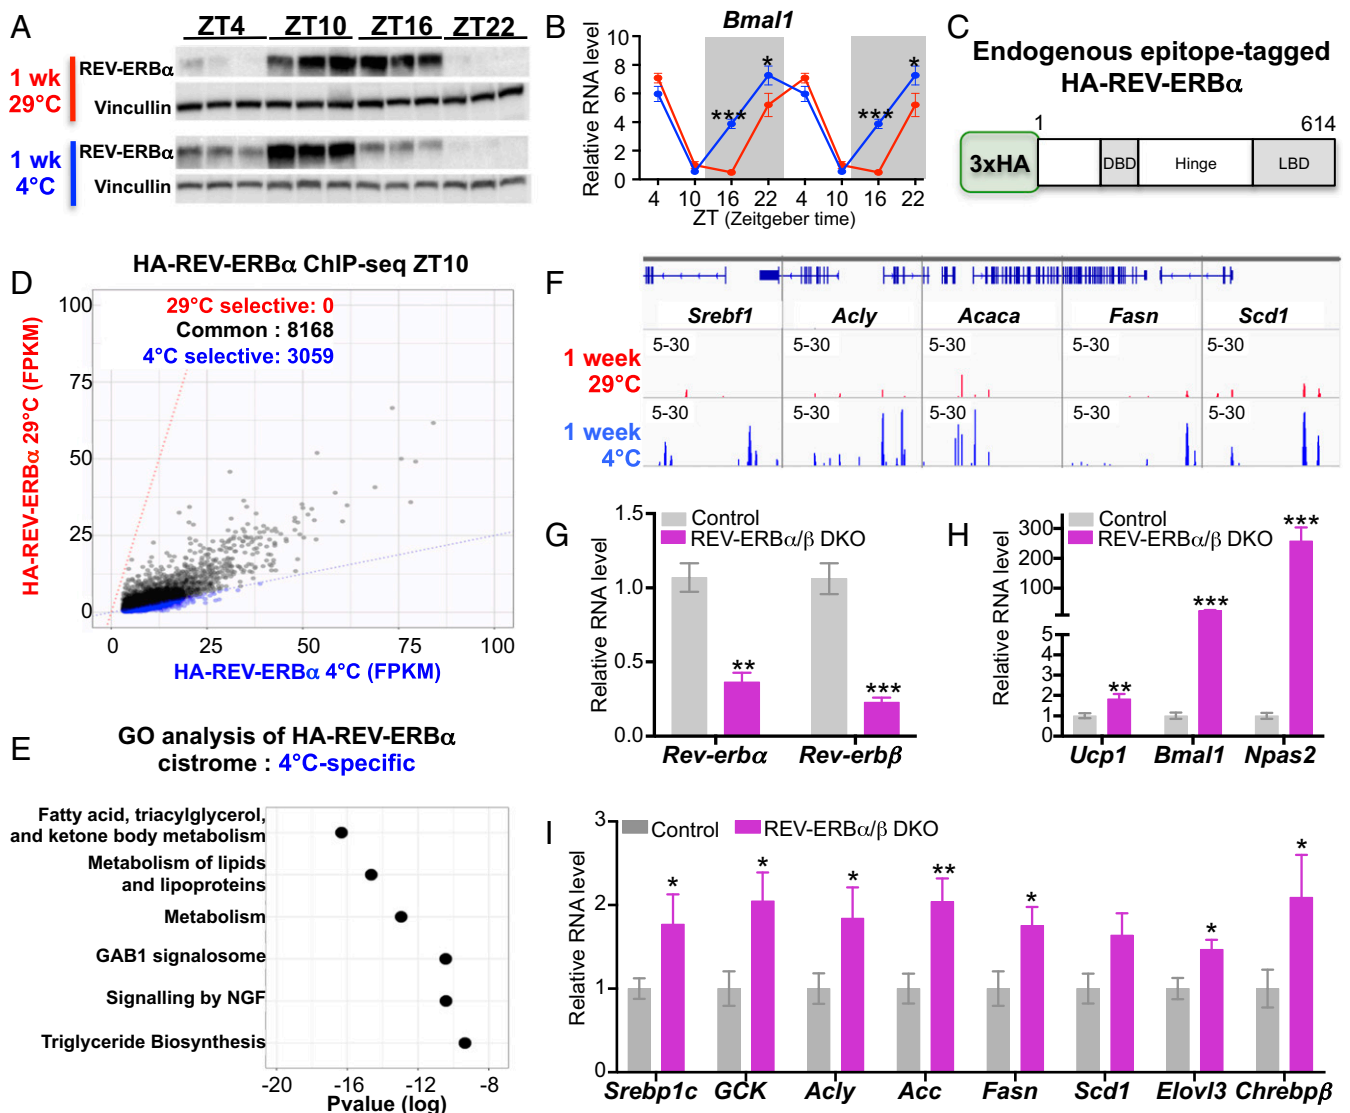 A
ZT4 ZT10 ZT16 ZT22
1 wk
29°C
REV-ERBα
Vincullin
1 wk
4°C
REV-ERBα
Vincullin
B
Bmal1
Relative RNA level
10
8
6
4
2
0
*** * *** *
4 10 16 22 4 10 16 22
ZT (Zeitgeber time)
C
Endogenous epitope-tagged
HA-REV-ERBα
1 614
3xHA DBD Hinge LBD
D
HA-REV-ERBα ChIP-seq ZT10
29°C selective: 0
Common : 8168
4°C selective: 3059
HA-REV-ERBα 29°C (FPKM)
100
75
50
25
0
0 25 50 75 100
HA-REV-ERBα 4°C (FPKM)
E
GO analysis of HA-REV-ERBα
cistrome : 4°C-specific
Fatty acid, triacylglycerol,
and ketone body metabolism
Metabolism of lipids
and lipoproteins
Metabolism
GAB1 signalosome
Signalling by NGF
Triglyceride Biosynthesis
-20 -16 -12 -8
Pvalue (log)
F
Srebf1 Acly Acaca Fasn Scd1
1 week
29°C
5-30 5-30 5-30 5-30 5-30
1 week
4°C
5-30 5-30 5-30 5-30 5-30
G
Control
REV-ERBα/β DKO
Relative RNA level
1.5
1.0
0.5
0.0
** ***
Rev-erbα Rev-erbβ
H
Control
REV-ERBα/β DKO
Relative RNA level
300
200
100
5
4
3
2
1
0
** *** ***
Ucp1 Bmal1 Npas2
I
Control REV-ERBα/β DKO
Relative RNA level
3
2
1
0
* * * ** * * *
Srebp1c GCK Acly Acc Fasn Scd1 Elovl3 Chrebpβ